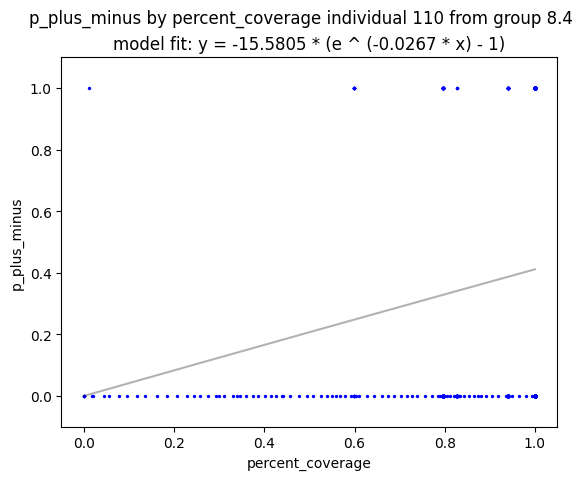 p_plus_minus by percent_coverage individual 110 from group 8.4
model fit: y = -15.5805 * (e ^ (-0.0267 * x) - 1)
1.0
0.8
0.6
0.4
0.2
0.0
p_plus_minus
0.0 0.2 0.4 0.6 0.8 1.0
percent_coverage